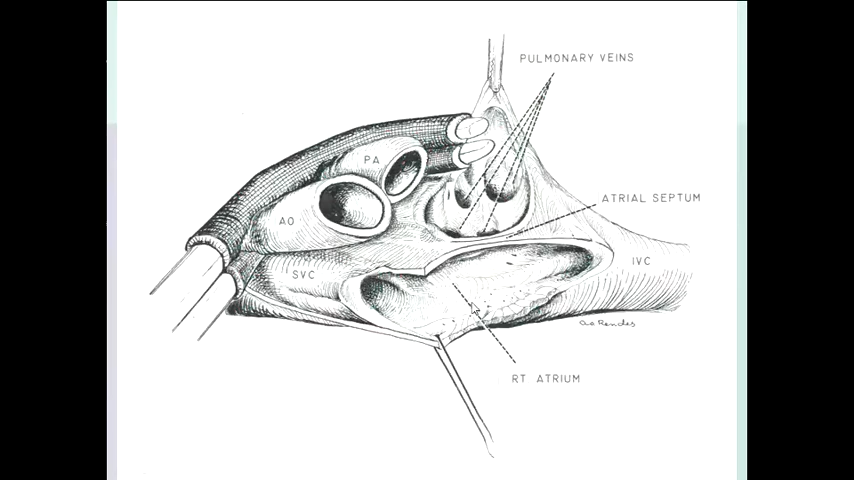 PULMONARY VEINS
PA
ATRIAL SEPTUM
AO
SVC
IVC
RT ATRIUM